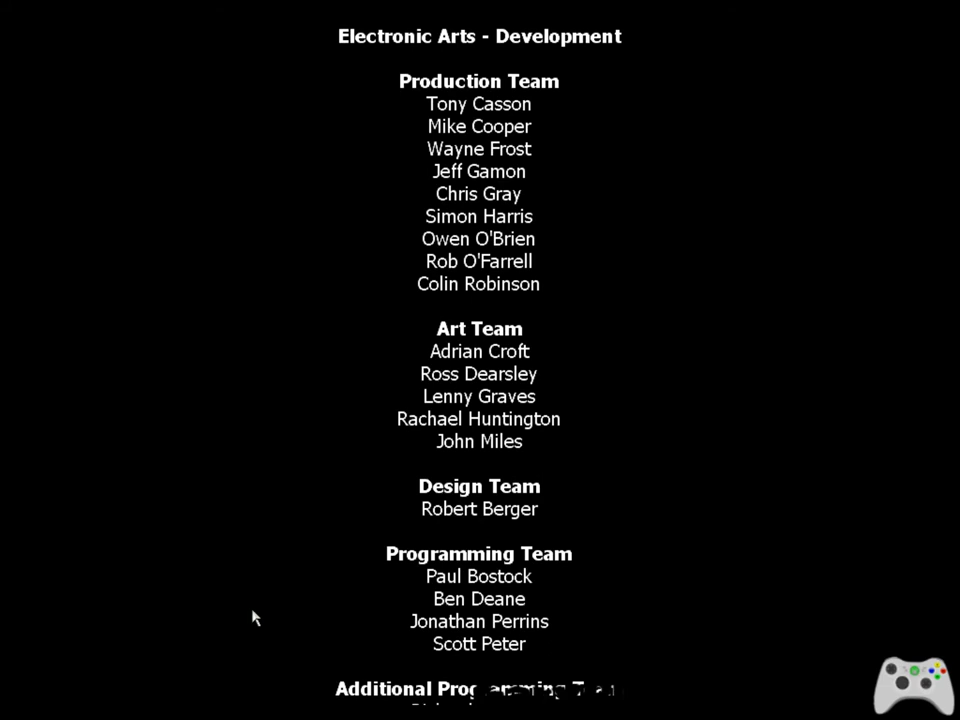 Electronic Arts - Development
Production Team
Tony Casson
Mike Cooper
Wayne Frost
Jeff Gamon
Chris Gray
Simon Harris
Owen O'Brien
Rob O'Farrell
Colin Robinson
Art Team
Adrian Croft
Ross Dearsley
Lenny Graves
Rachael Huntington
John Miles
Design Team
Robert Berger
Programming Team
Paul Bostock
Ben Deane
Jonathan Perrins
Scott Peter
Additional Programming Team